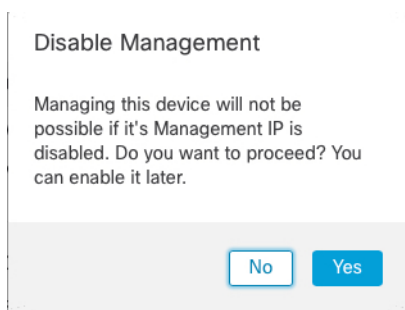 Disable Management
Managing this device will not be
possible if it's Management IP is
disabled. Do you want to proceed? You
can enable it later.
No
Yes